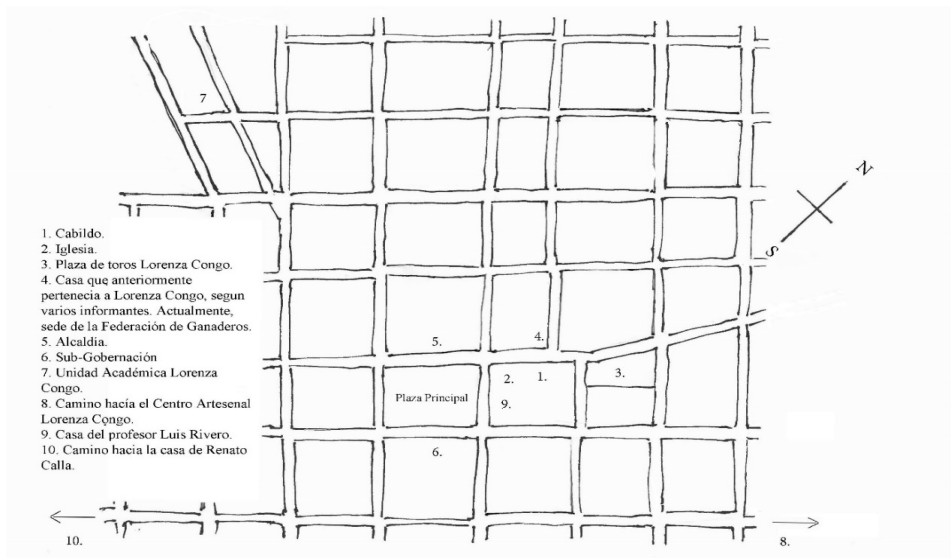 7
N
S
1. Cabildo.
2. Iglesia.
3. Plaza de toros Lorenza Congo.
4. Casa que anteriormente
pertenecia a Lorenza Congo, segun
varios informantes. Actualmente,
sede de la Federación de Ganaderos.
5. Alcaldia.
6. Sub-Gobernación
7. Unidad Académica Lorenza
Congo.
8. Camino hacía el Centro Artesenal
Lorenza Congo.
9. Casa del profesor Luis Rivero.
10. Camino hacia la casa de Renato
Calla.
5.
4.
2.
1.
3.
Plaza Principal
9.
6.
10.
8.